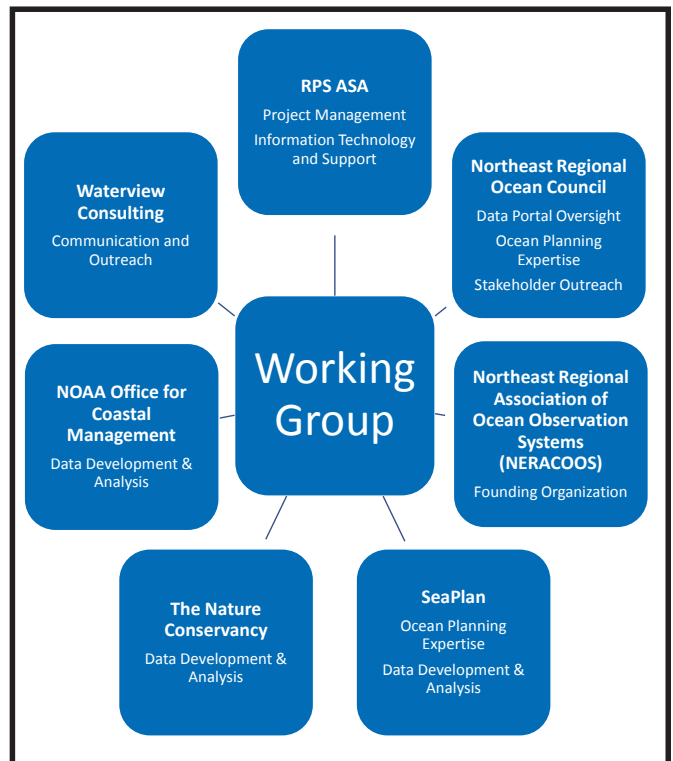 RPS ASA
Project Management
Information Technology
and Support
Northeast Regional
Ocean Council
Data Portal Oversight
Ocean Planning
Expertise
Stakeholder Outreach
Northeast Regional
Association of
Ocean Observation
Systems
(NERACOOS)
Founding Organization
SeaPlan
Ocean Planning
Expertise
Data Development &
Analysis
The Nature
Conservancy
Data Development &
Analysis
NOAA Office for
Coastal
Management
Data Development &
Analysis
Waterview
Consulting
Communication and
Outreach
Working
Group